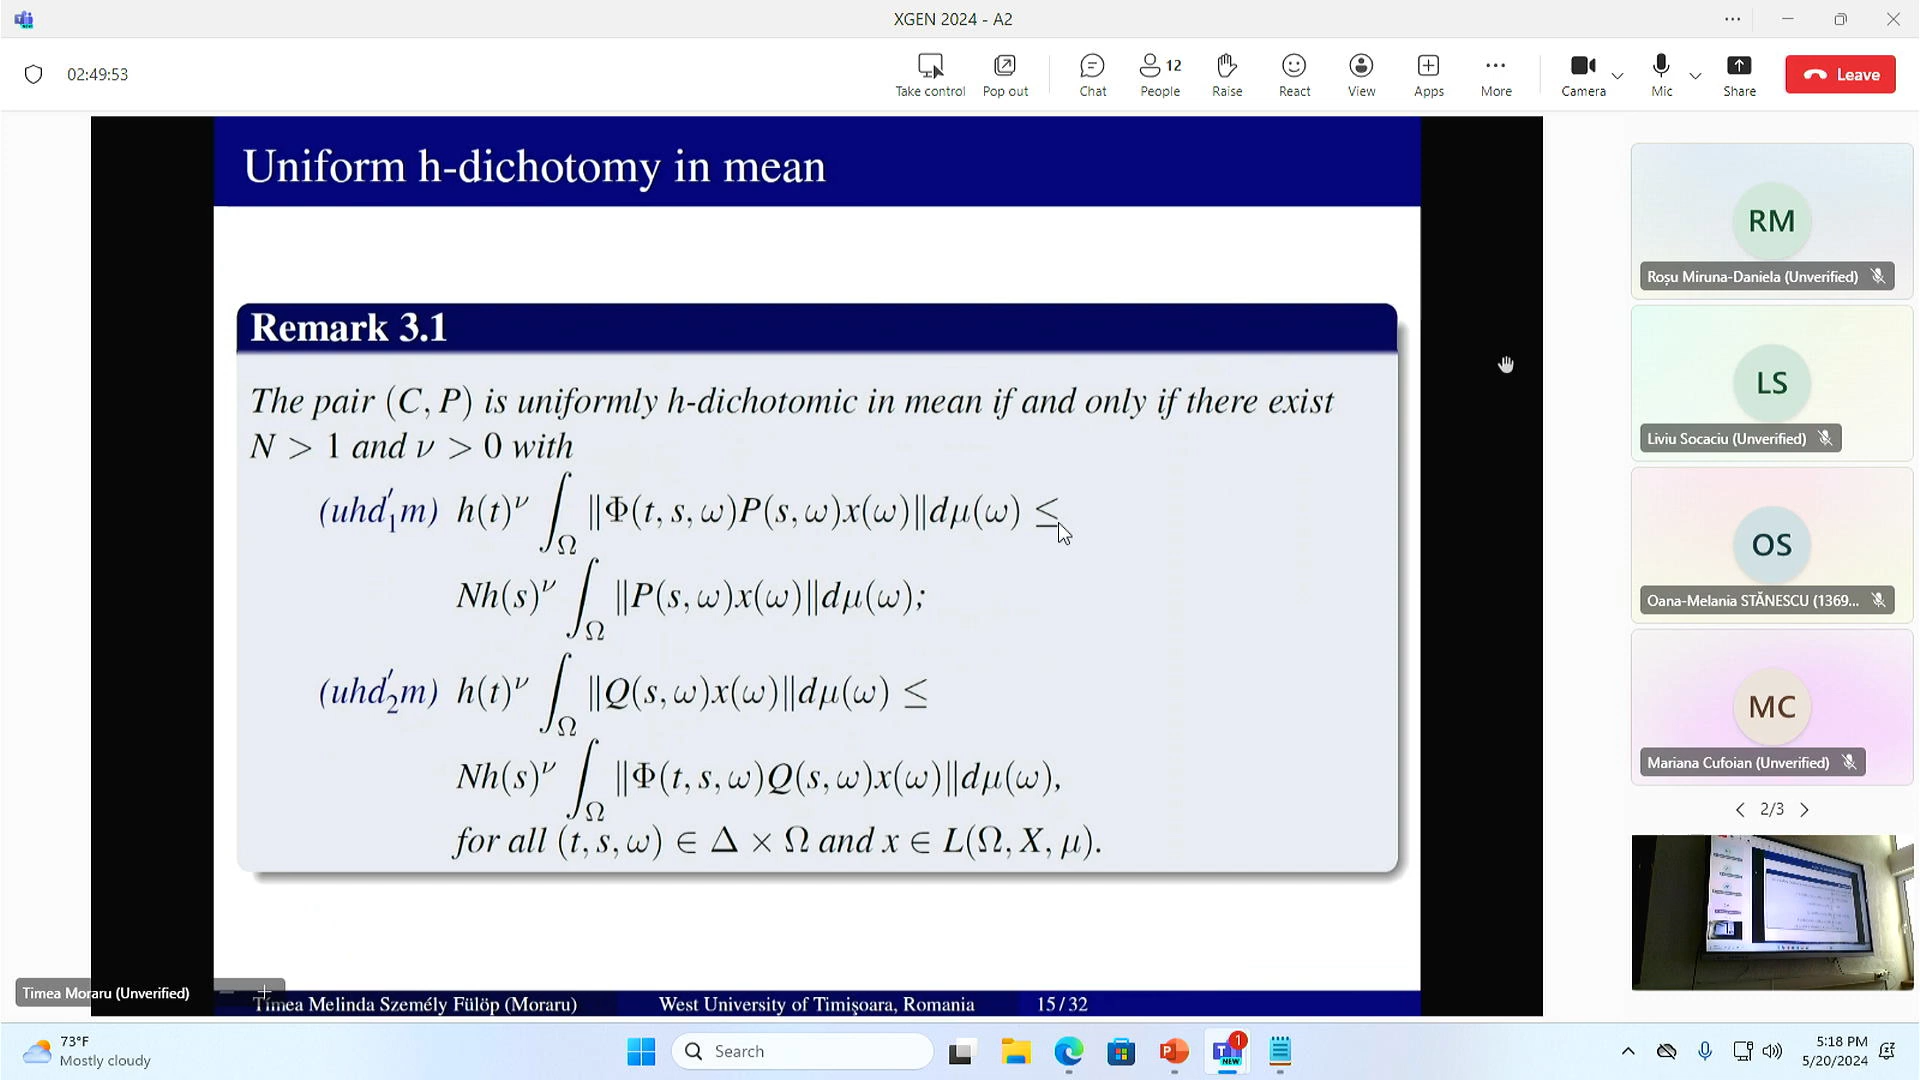 XGEN 2024 - A2
02:49:53
Take control
Pop out
Chat
12
People
Raise
React
View
Apps
More
Camera
Mic
Share
Leave
Uniform h-dichotomy in mean
Remark 3.1
The pair (C, P) is uniformly h-dichotomic in mean if and only if there exist
N > 1 and ν > 0 with
(uhd′₁m) h(t)^ν ∫_Ω ||Φ(t, s, ω)P(s, ω)x(ω)||dμ(ω) ≤
Nh(s)^ν ∫_Ω ||P(s, ω)x(ω)||dμ(ω);
(uhd′₂m) h(t)^ν ∫_Ω ||Q(s, ω)x(ω)||dμ(ω) ≤
Nh(s)^ν ∫_Ω ||Φ(t, s, ω)Q(s, ω)x(ω)||dμ(ω),
for all (t, s, ω) ∈ Δ × Ω and x ∈ L(Ω, X, μ).
Timea Moraru (Unverified)
Timea Melinda Személy Fülöp (Moraru)
West University of Timişoara, Romania
15/32
RM
Roșu Miruna-Daniela (Unverified)
LS
Liviu Socaciu (Unverified)
OS
Oana-Melania STĂNESCU (1369...
MC
Mariana Cufoian (Unverified)
2/3
73°F
Mostly cloudy
Search
1
NEW
5:18 PM
5/20/2024